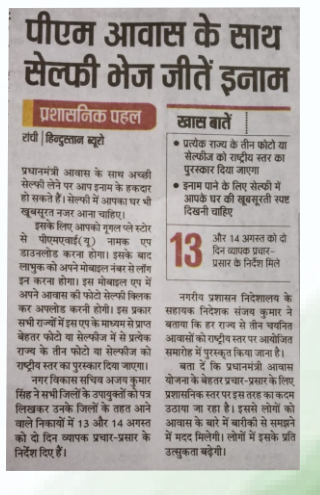 पीएम आवास के साथ
सेल्फी भेज जीतें इनाम
प्रशासनिक पहल
रांची हिन्दुस्तान ब्यूरो
प्रधानमंत्री आवास के साथ अच्छी
सेल्फी लेने पर आप इनाम के हकदार
हो सकते हैं। सेल्फी में आपका घर भी
खूबसूरत नजर आना चाहिए।
इसके लिए आपको गूगल प्ले स्टोर
से पीएमएवाई(यू) नामक एप
डाउनलोड करना होगा। इसके बाद
लाभुक को अपने मोबाइल नंबर से लॉग
इन करना होगा। इस मोबाइल एप में
अपने आवास की फोटो सेल्फी क्लिक
कर अपलोड करनी होगी। इस प्रकार
सभी राज्यों में इस एप के माध्यम से प्राप्त
बेहतर फोटो या सेल्फीज में से प्रत्येक
राज्य के तीन फोटो या सेल्फीज को
राष्ट्रीय स्तर का पुरस्कार दिया जाएगा।
नगर विकास सचिव अजय कुमार
सिंह ने सभी जिलों के उपायुक्तों को पत्र
लिखकर उनके जिलों के तहत आने
वाले निकायों में 13 और 14 अगस्त
को दो दिन व्यापक प्रचार-प्रसार के
निर्देश दिए हैं।
खास बातें
• प्रत्येक राज्य के तीन फोटो या
सेल्फीज को राष्ट्रीय स्तर का
पुरस्कार दिया जाएगा
• इनाम पाने के लिए सेल्फी में
आपके घर की खूबसूरती स्पष्ट
दिखनी चाहिए
13 और 14 अगस्त को दो
दिन व्यापक प्रचार-
प्रसार के निर्देश मिले
नगरीय प्रशासन निदेशालय के
सहायक निदेशक संजय कुमार ने
बताया कि हर राज्य से तीन चयनित
आवासों को राष्ट्रीय स्तर पर आयोजित
समारोह में पुरस्कृत किया जाना है।
बता दें कि प्रधानमंत्री आवास
योजना के बेहतर प्रचार-प्रसार के लिए
प्रशासनिक स्तर पर इस तरह का कदम
उठाया जा रहा है। इससे लोगों को
आवास के बारे में बारीकी से समझने
में मदद मिलेगी। लोगों में इसके प्रति
उत्सुकता बढ़ेगी।